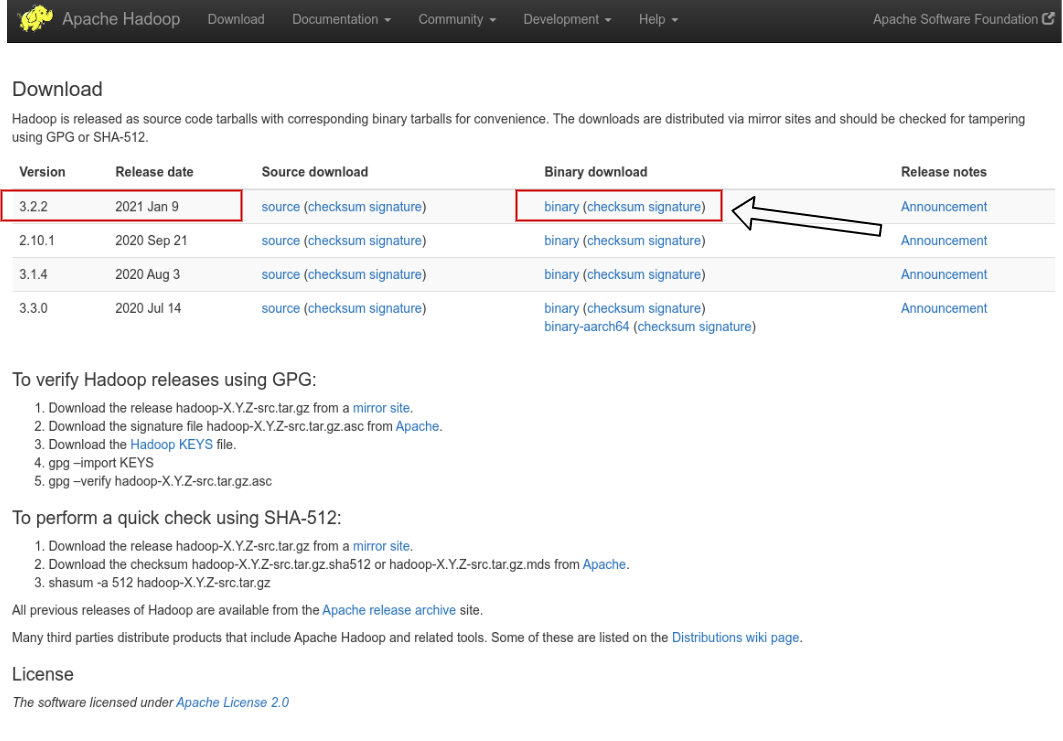 Apache Hadoop Download Documentation Community Development Help Apache Software Foundation
Download
Hadoop is released as source code tarballs with corresponding binary tarballs for convenience. The downloads are distributed via mirror sites and should be checked for tampering
using GPG or SHA-512.
Version Release date Source download Binary download Release notes
3.2.2 2021 Jan 9 source (checksum signature) binary (checksum signature) Announcement
2.10.1 2020 Sep 21 source (checksum signature) binary (checksum signature) Announcement
3.1.4 2020 Aug 3 source (checksum signature) binary (checksum signature) Announcement
3.3.0 2020 Jul 14 source (checksum signature) binary (checksum signature) Announcement
binary-aarch64 (checksum signature)
To verify Hadoop releases using GPG:
1. Download the release hadoop-X.Y.Z-src.tar.gz from a mirror site.
2. Download the signature file hadoop-X.Y.Z-src.tar.gz.asc from Apache.
3. Download the Hadoop KEYS file.
4. gpg –import KEYS
5. gpg –verify hadoop-X.Y.Z-src.tar.gz.asc
To perform a quick check using SHA-512:
1. Download the release hadoop-X.Y.Z-src.tar.gz from a mirror site.
2. Download the checksum hadoop-X.Y.Z-src.tar.gz.sha512 or hadoop-X.Y.Z-src.tar.gz.mds from Apache.
3. shasum -a 512 hadoop-X.Y.Z-src.tar.gz
All previous releases of Hadoop are available from the Apache release archive site.
Many third parties distribute products that include Apache Hadoop and related tools. Some of these are listed on the Distributions wiki page.
License
The software licensed under Apache License 2.0